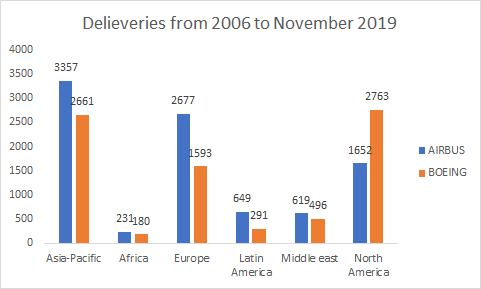 Delieveries from 2006 to November 2019
4000
3500
3000
2500
2000
1500
1000
500
0
3357
2661
231
180
2677
1593
649
291
619
496
1652
2763
Asia-Pacific
Africa
Europe
Latin
America
Middle east
North
America
AIRBUS
BOEING